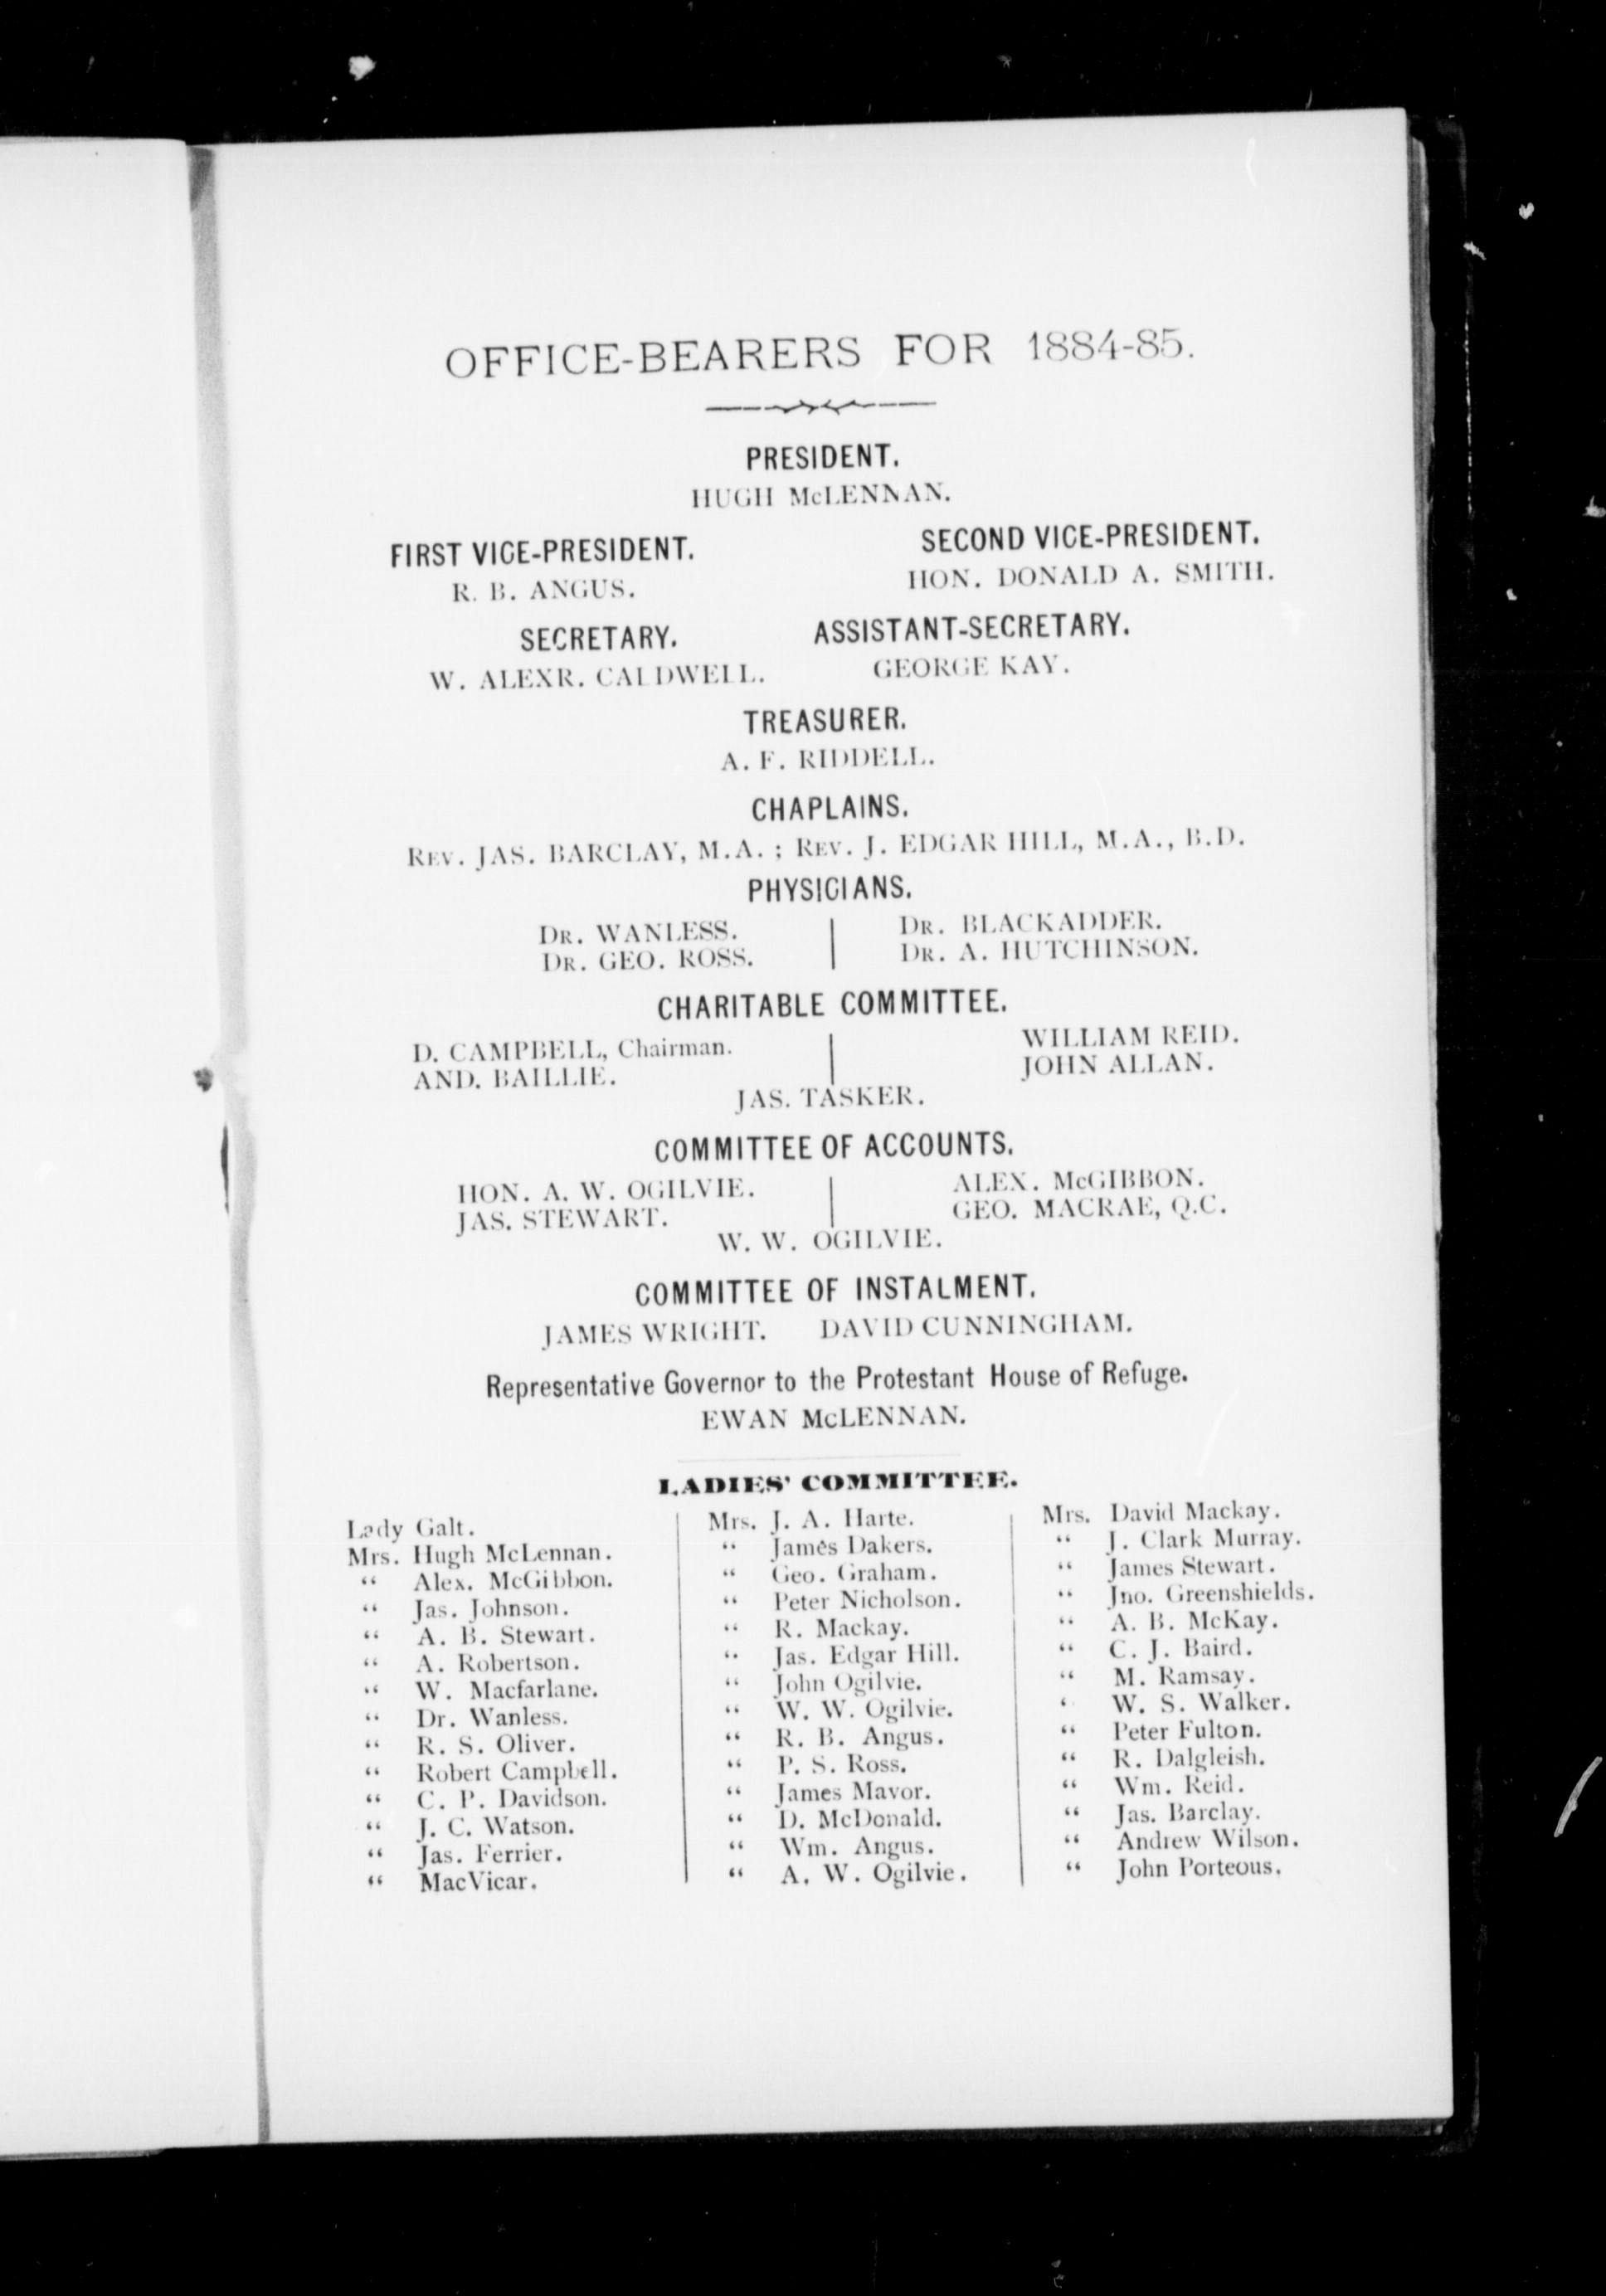 OFFICE-BEARERS FOR 1884-85.
PRESIDENT.
HUGH McLENNAN.
FIRST VICE-PRESIDENT.
R. B. ANGUS.
SECOND VICE-PRESIDENT.
HON. DONALD A. SMITH.
SECRETARY.
W. ALEXR. CALDWELL.
ASSISTANT-SECRETARY.
GEORGE KAY.
TREASURER.
A. F. RIDDELL.
CHAPLAINS.
REV. JAS. BARCLAY, M.A. ; REV. J. EDGAR HILL, M.A., B.D.
PHYSICIANS.
DR. WANLESS.
DR. GEO. ROSS.
DR. BLACKADDER.
DR. A. HUTCHINSON.
CHARITABLE COMMITTEE.
D. CAMPBELL, Chairman.
AND. BAILLIE.
WILLIAM REID.
JOHN ALLAN.
JAS. TASKER.
COMMITTEE OF ACCOUNTS.
HON. A. W. OGILVIE.
JAS. STEWART.
ALEX. McGIBBON.
GEO. MACRAE, Q.C.
W. W. OGILVIE.
COMMITTEE OF INSTALMENT.
JAMES WRIGHT. DAVID CUNNINGHAM.
Representative Governor to the Protestant House of Refuge.
EWAN McLENNAN.
LADIES' COMMITTEE.
Lady Galt.
Mrs. Hugh McLennan.
“ Alex. McGibbon.
“ Jas. Johnson.
“ A. B. Stewart.
“ A. Robertson.
“ W. Macfarlane.
“ Dr. Wanless.
“ R. S. Oliver.
“ Robert Campbell.
“ C. P. Davidson.
“ J. C. Watson.
“ Jas. Ferrier.
“ MacVicar.
Mrs. J. A. Harte.
“ James Dakers.
“ Geo. Graham.
“ Peter Nicholson.
“ R. Mackay.
“ Jas. Edgar Hill.
“ John Ogilvie.
“ W. W. Ogilvie.
“ R. B. Angus.
“ P. S. Ross.
“ James Mavor.
“ D. McDonald.
“ Wm. Angus.
“ A. W. Ogilvie.
Mrs. David Mackay.
“ J. Clark Murray.
“ James Stewart.
“ Jno. Greenshields.
“ A. B. McKay.
“ C. J. Baird.
“ M. Ramsay.
“ W. S. Walker.
“ Peter Fulton.
“ R. Dalgleish.
“ Wm. Reid.
“ Jas. Barclay.
“ Andrew Wilson.
“ John Porteous.